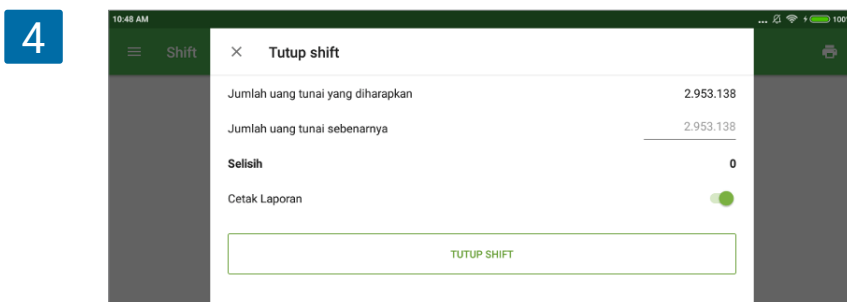 4
10:48 AM
... 100%
Shift
Tutup shift
Jumlah uang tunai yang diharapkan 2.953.138
Jumlah uang tunai sebenarnya 2.953.138
Selisih 0
Cetak Laporan
TUTUP SHIFT